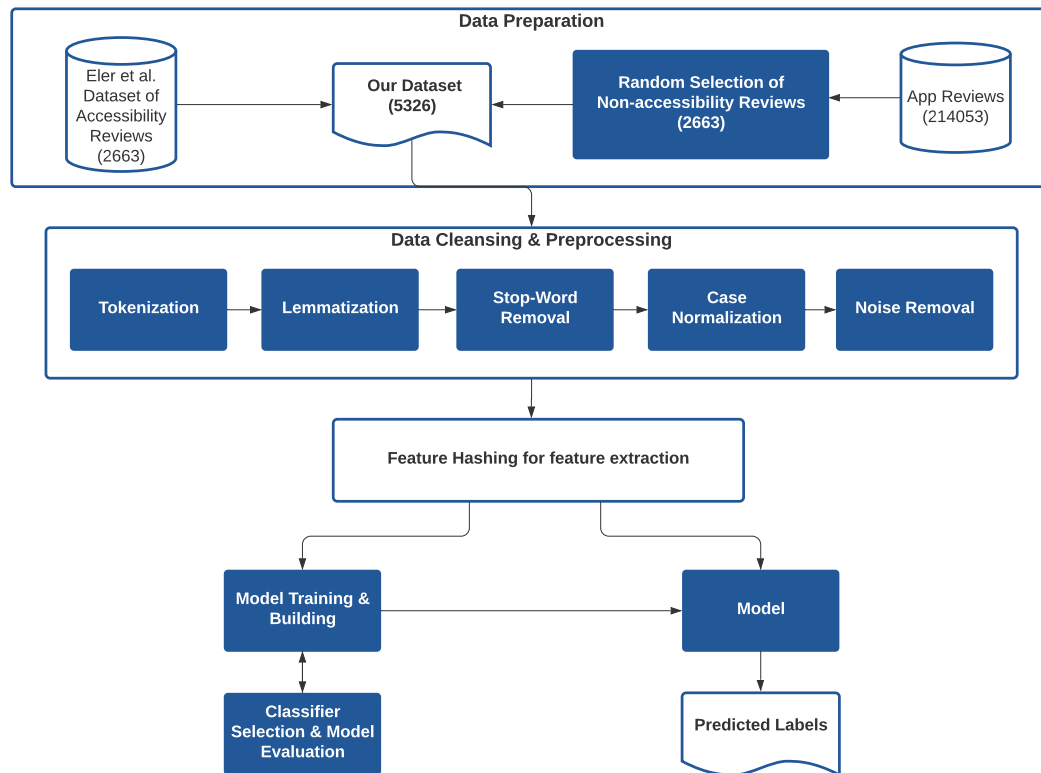 Data Preparation
Eler et al.
Dataset of
Accessibility
Reviews
(2663)
Our Dataset
(5326)
Random Selection of
Non-accessibility Reviews
(2663)
App Reviews
(214053)
Data Cleansing & Preprocessing
Tokenization
Lemmatization
Stop-Word
Removal
Case
Normalization
Noise Removal
Feature Hashing for feature extraction
Model Training &
Building
Model
Classifier
Selection & Model
Evaluation
Predicted Labels